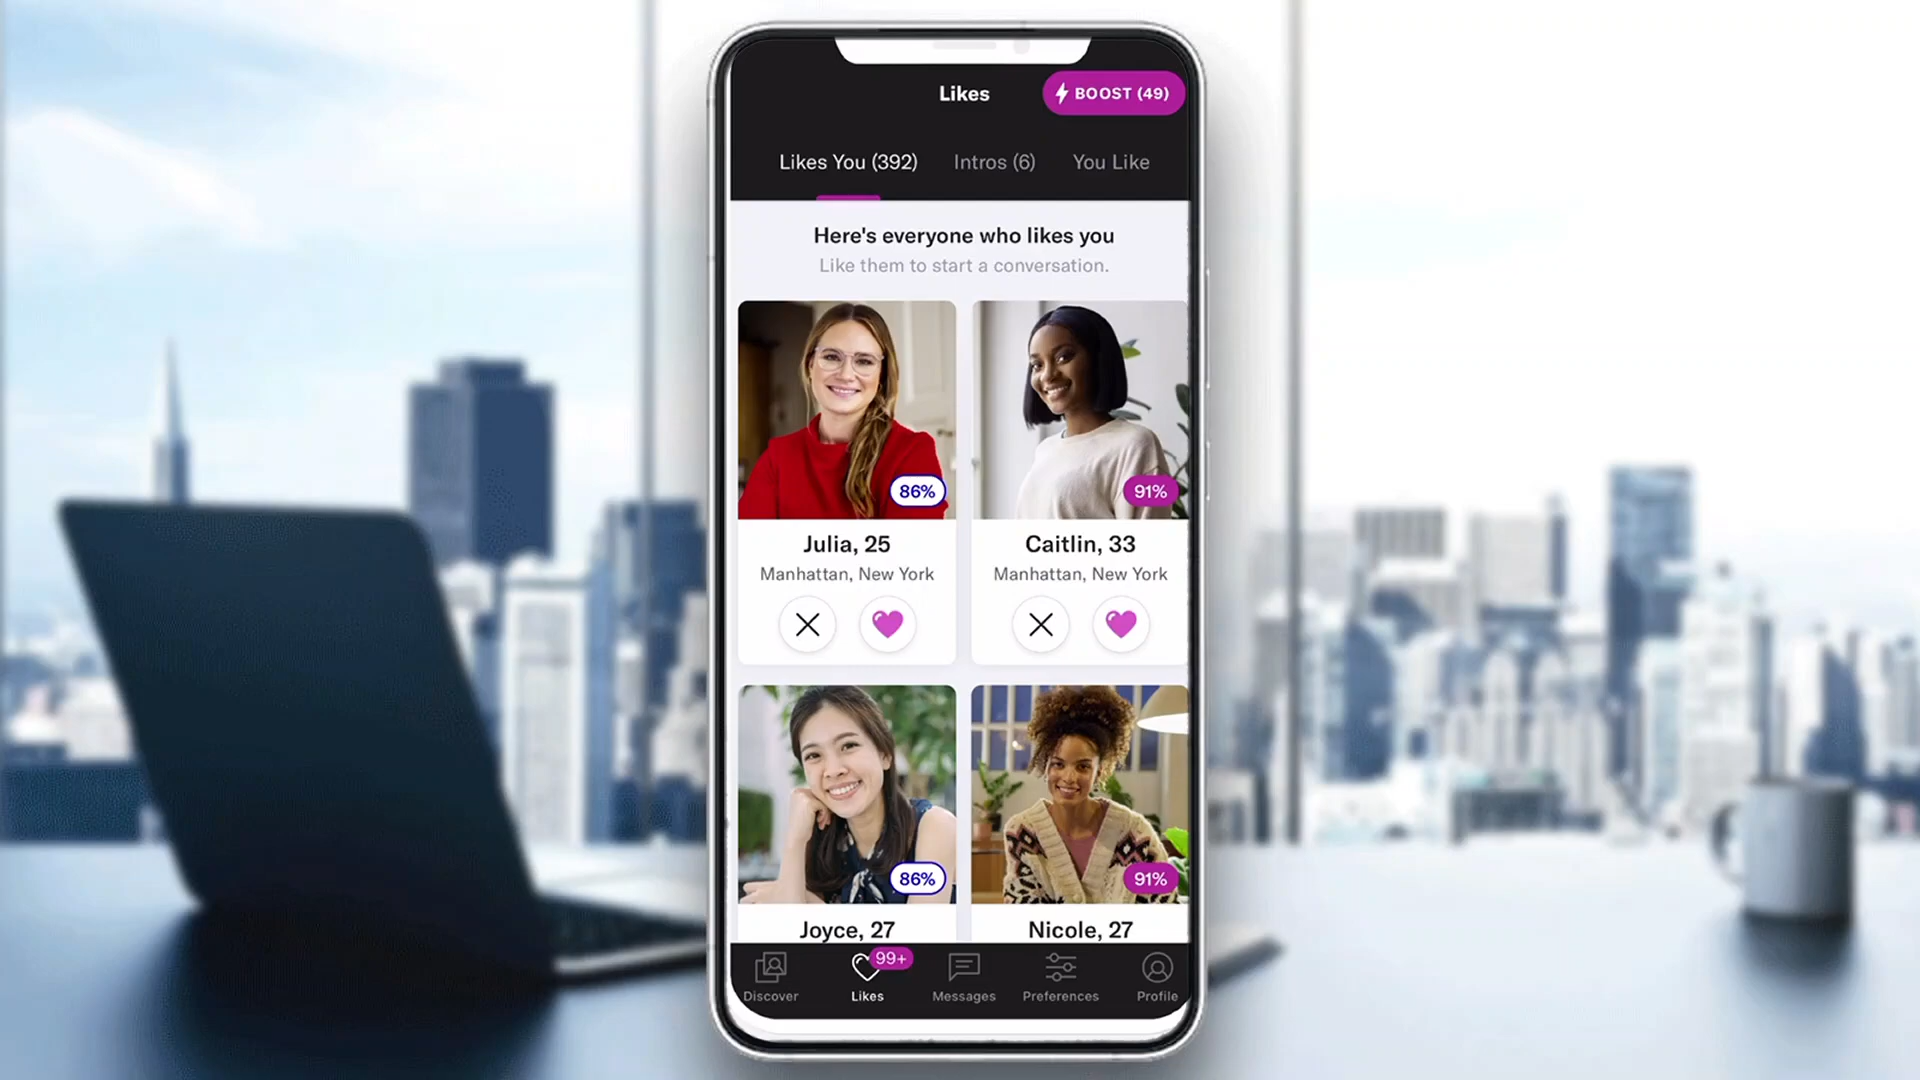 Likes
BOOST (49)
Likes You (392)
Intros (6)
You Like
Here's everyone who likes you
Like them to start a conversation.
86%
91%
Julia, 25
Caitlin, 33
Manhattan, New York
Manhattan, New York
86%
91%
Joyce, 27
Nicole, 27
99+
Discover
Likes
Messages
Preferences
Profile